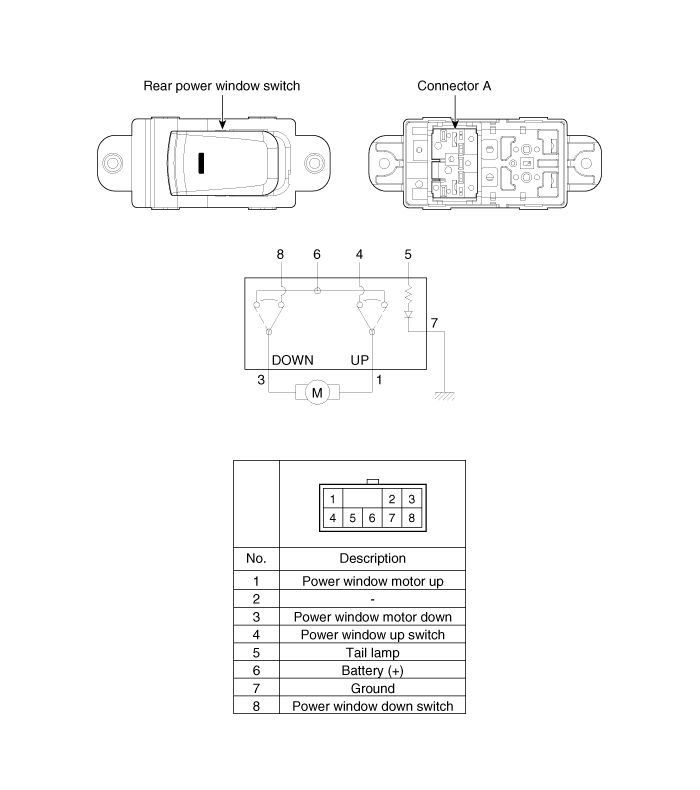 Rear power window switch
Connector A
8 6 4 5
7
DOWN UP
3 1
M
1 2 3
4 5 6 7 8
No. Description
1 Power window motor up
2 -
3 Power window motor down
4 Power window up switch
5 Tail lamp
6 Battery (+)
7 Ground
8 Power window down switch